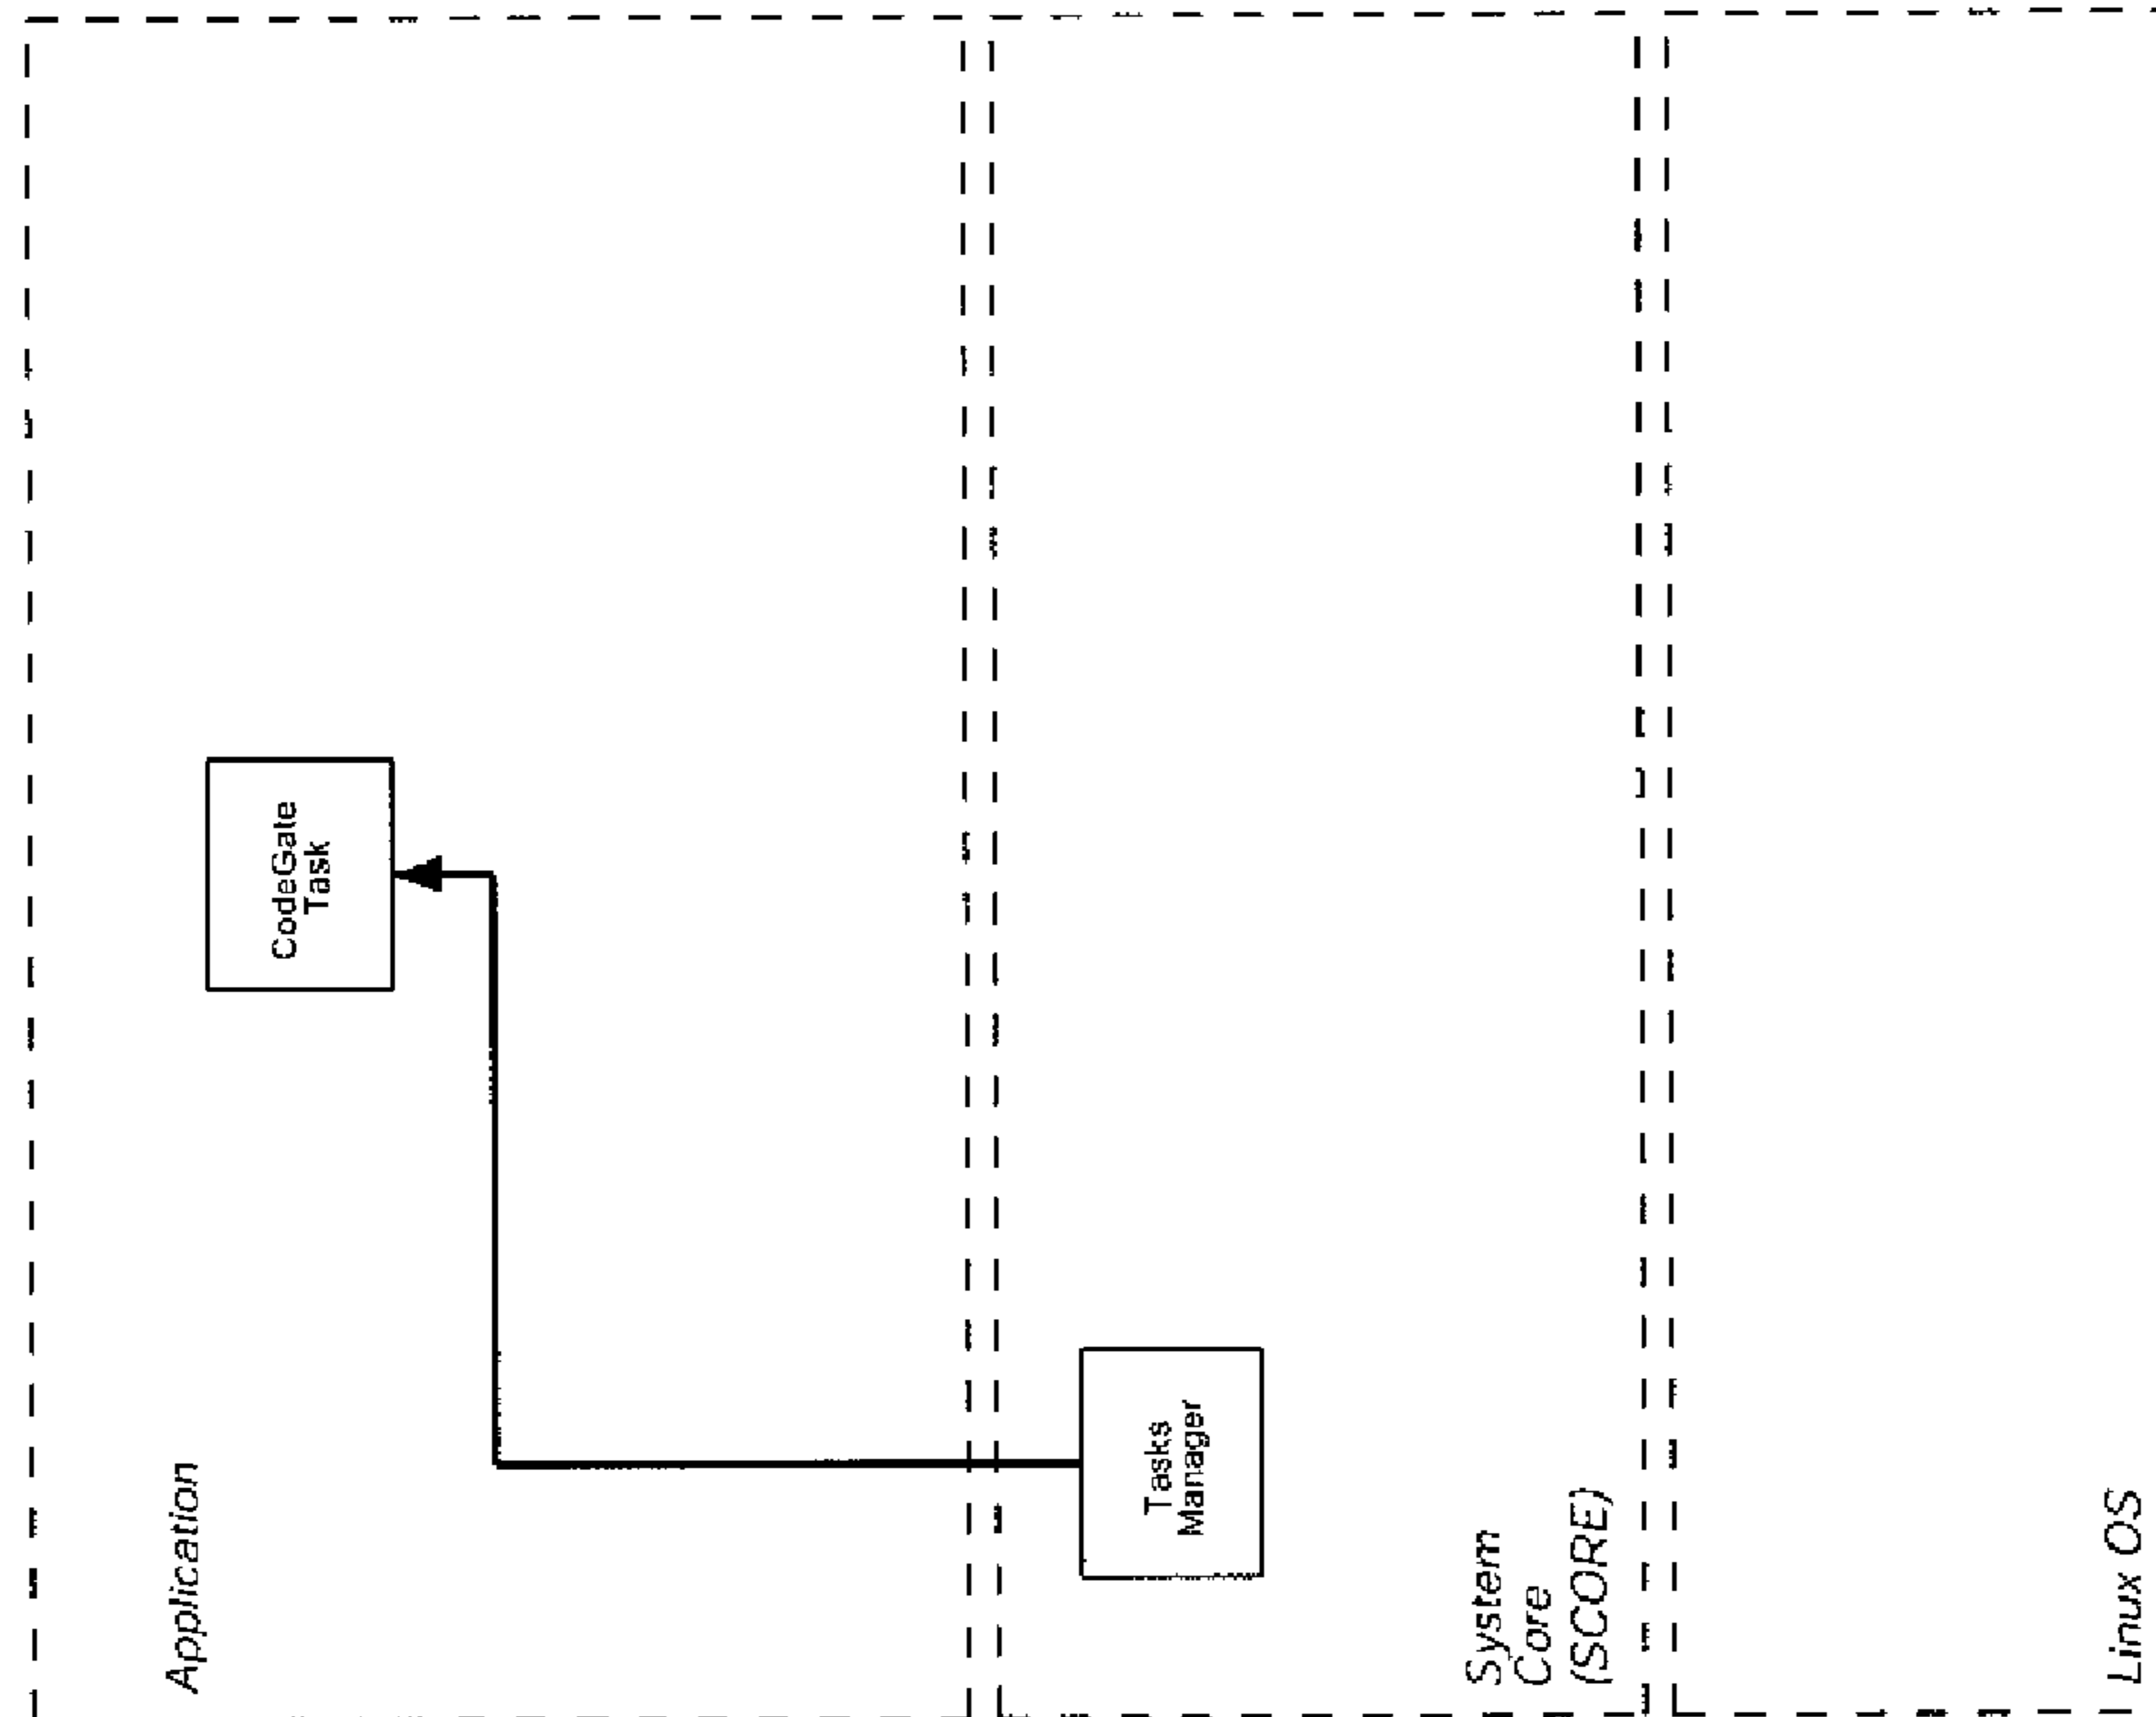 Application
CodeGate
Task
Tasks
Manager
System
Core
(SCORE)
Linux OS